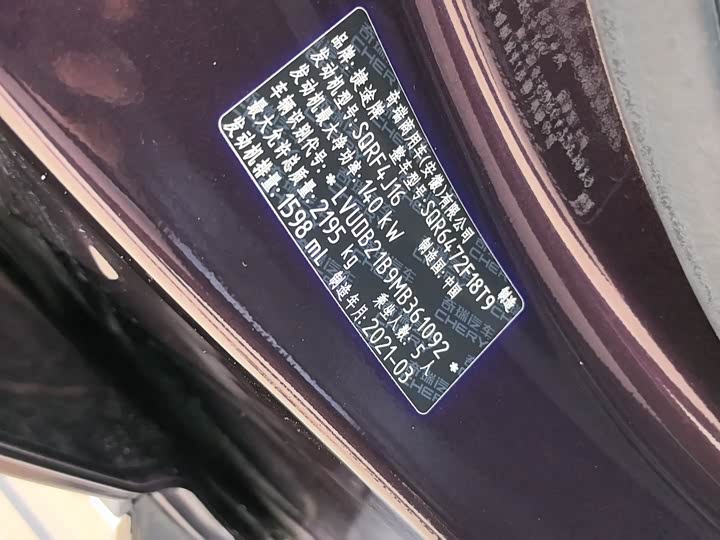 奇瑞商用车(安徽)有限公司 制造
品牌:捷途牌 整车型号:SQR6472F18T9
发动机型号:SQRF4J16 制造国:中国
发动机最大净功率:140 kW
车辆识别代号:*LVUDB21B9MB361092*
最大允许总质量:2195 kg 乘坐人数:5人
发动机排量:1598 mL 制造年月:2021-03